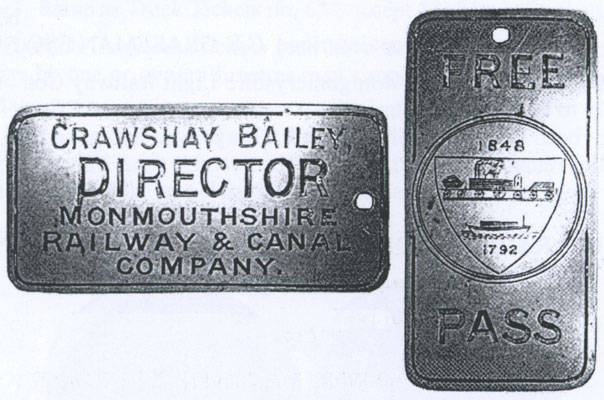 CRAWSHAY BAILEY,
DIRECTOR
MONMOUTHSHIRE
RAILWAY & CANAL
COMPANY.
FREE
1848
1792
PASS